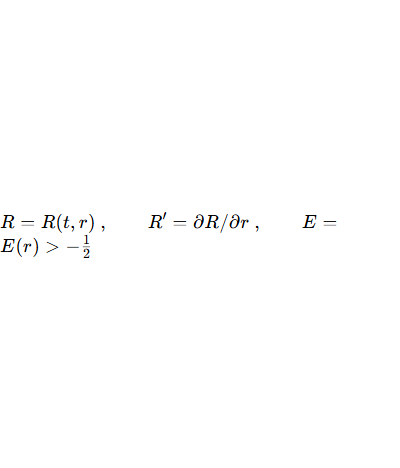 R = R(t, r) , R′ = ∂R/∂r , E =
E(r) > −1/2